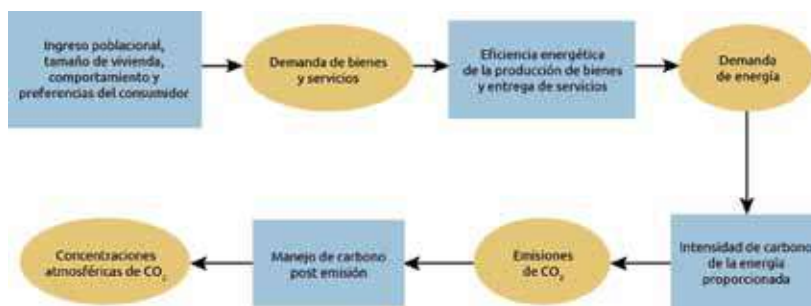 Ingreso poblacional,
tamaño de vivienda,
comportamiento y
preferencias del consumidor
Demanda de bienes
y servicios
Eficiencia energética
de la producción de bienes
y entrega de servicios
Demanda
de energía
Intensidad de carbono
de la energía
proporcionada
Emisiones
de CO₂
Manejo de carbono
post emisión
Concentraciones
atmosféricas de CO₂